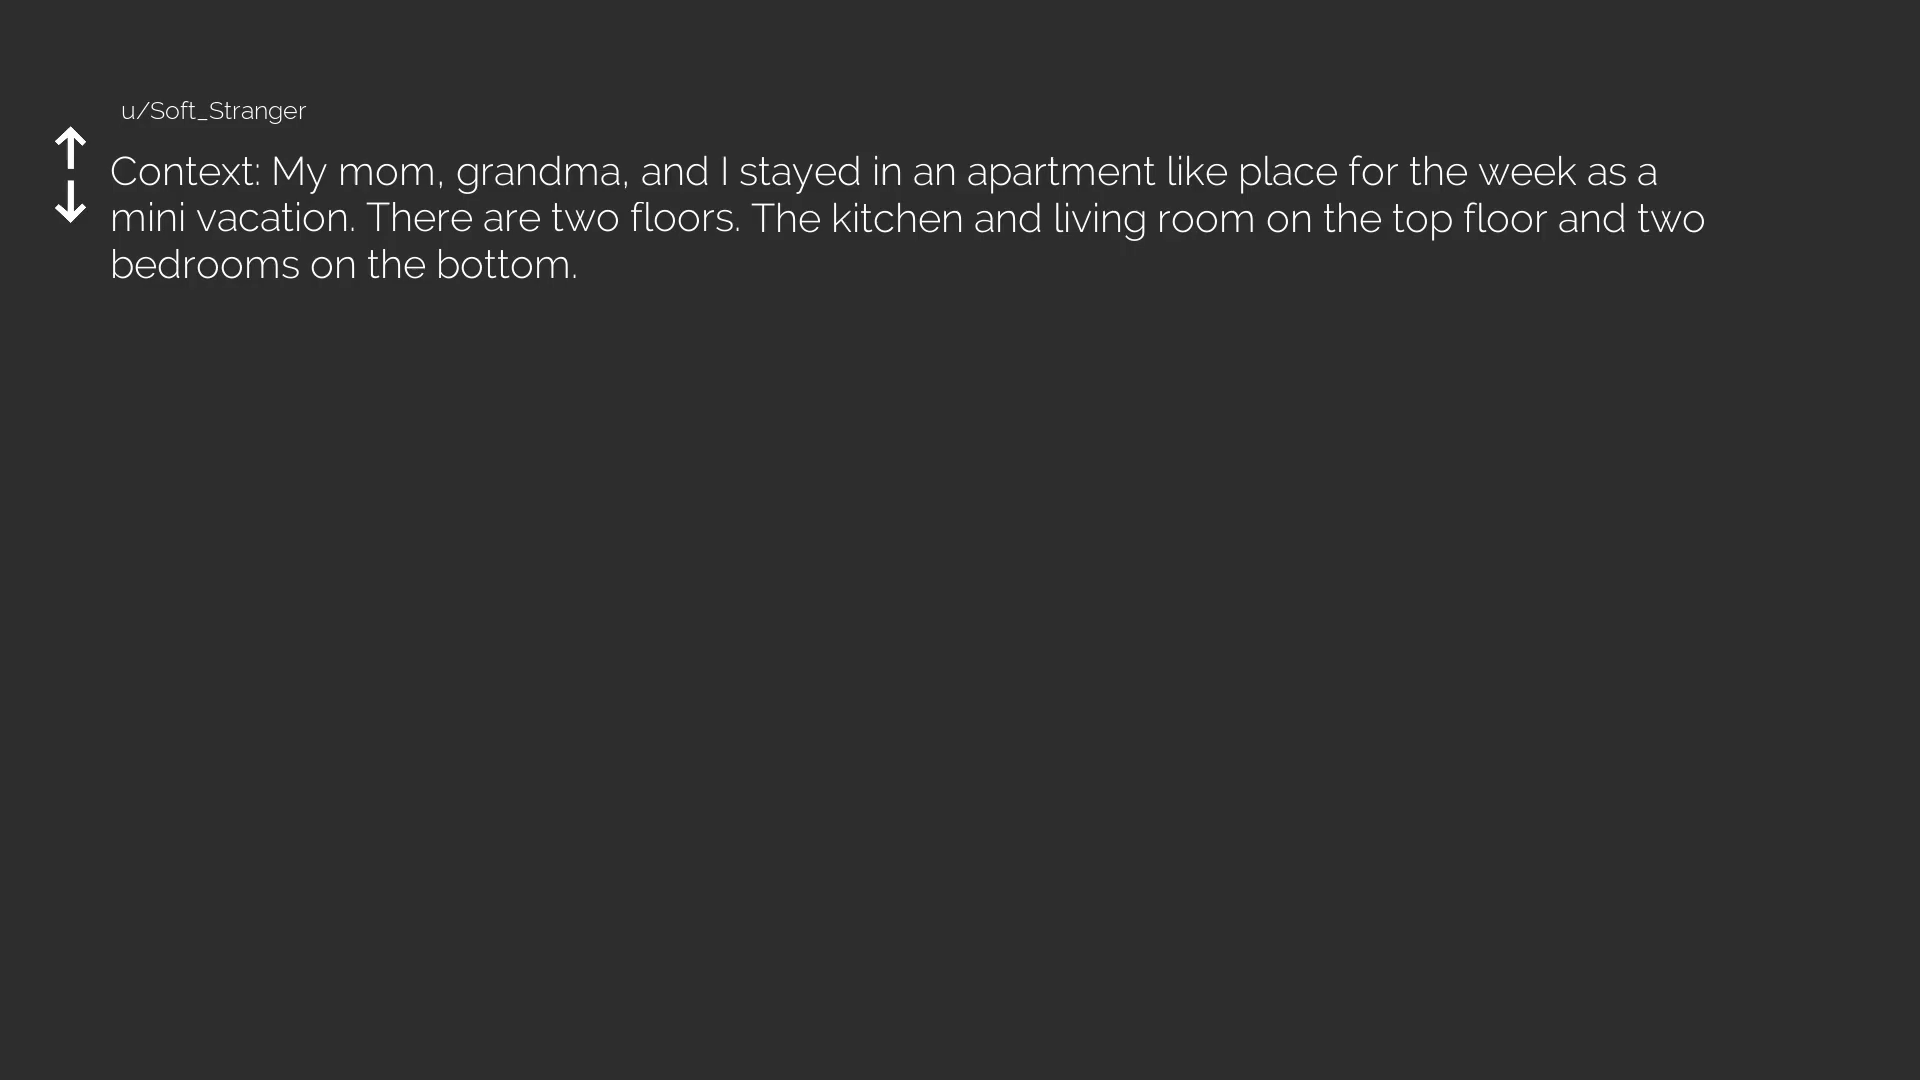 u/Soft_Stranger
Context: My mom, grandma, and I stayed in an apartment like place for the week as a
mini vacation. There are two floors. The kitchen and living room on the top floor and two
bedrooms on the bottom.